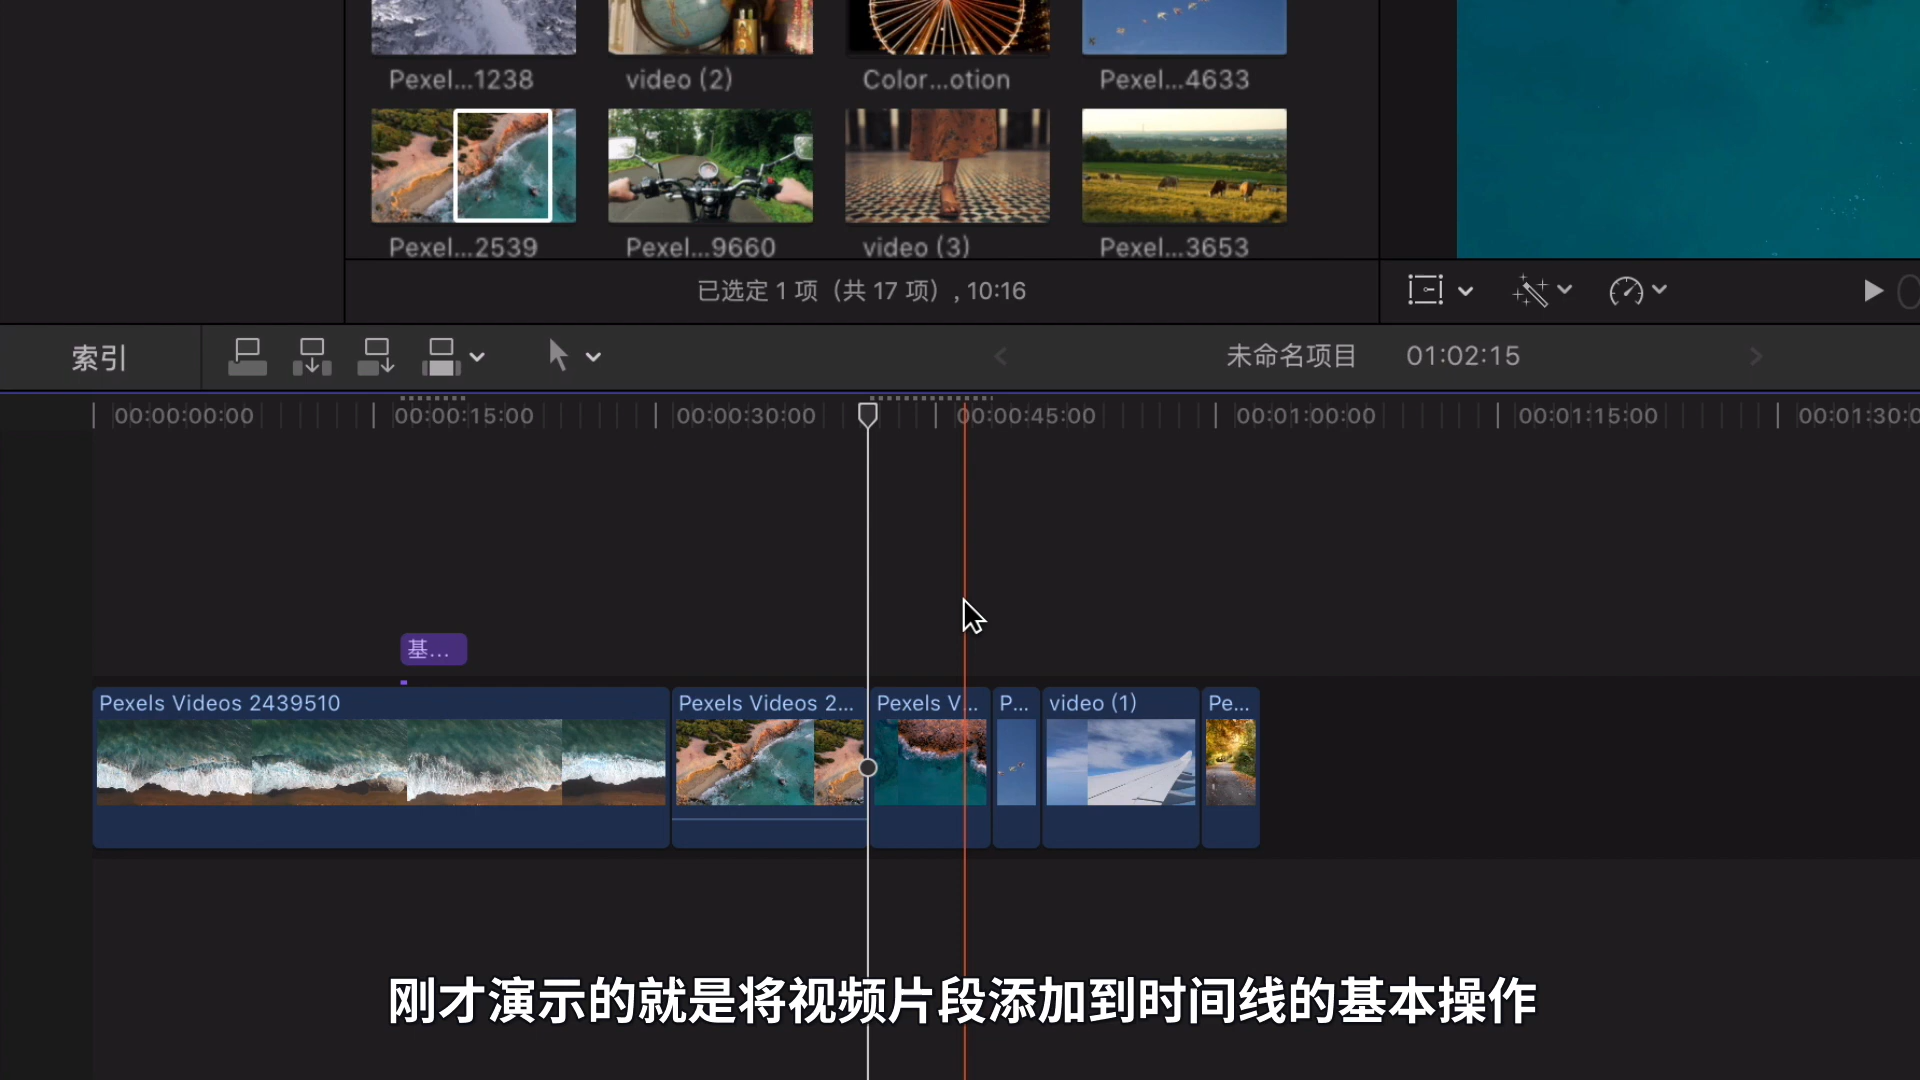 Pexel...1238
video (2)
Color...otion
Pexel...4633
Pexel...2539
Pexel...9660
video (3)
Pexel...3653
已选定 1 项（共 17 项）, 10:16
索引
未命名项目
01:02:15
00:00:00:00
00:00:15:00
00:00:30:00
00:00:45:00
00:01:00:00
00:01:15:00
00:01:30:0
基...
Pexels Videos 2439510
Pexels Videos 2...
Pexels V...
P...
video (1)
Pe...
刚才演示的就是将视频片段添加到时间线的基本操作